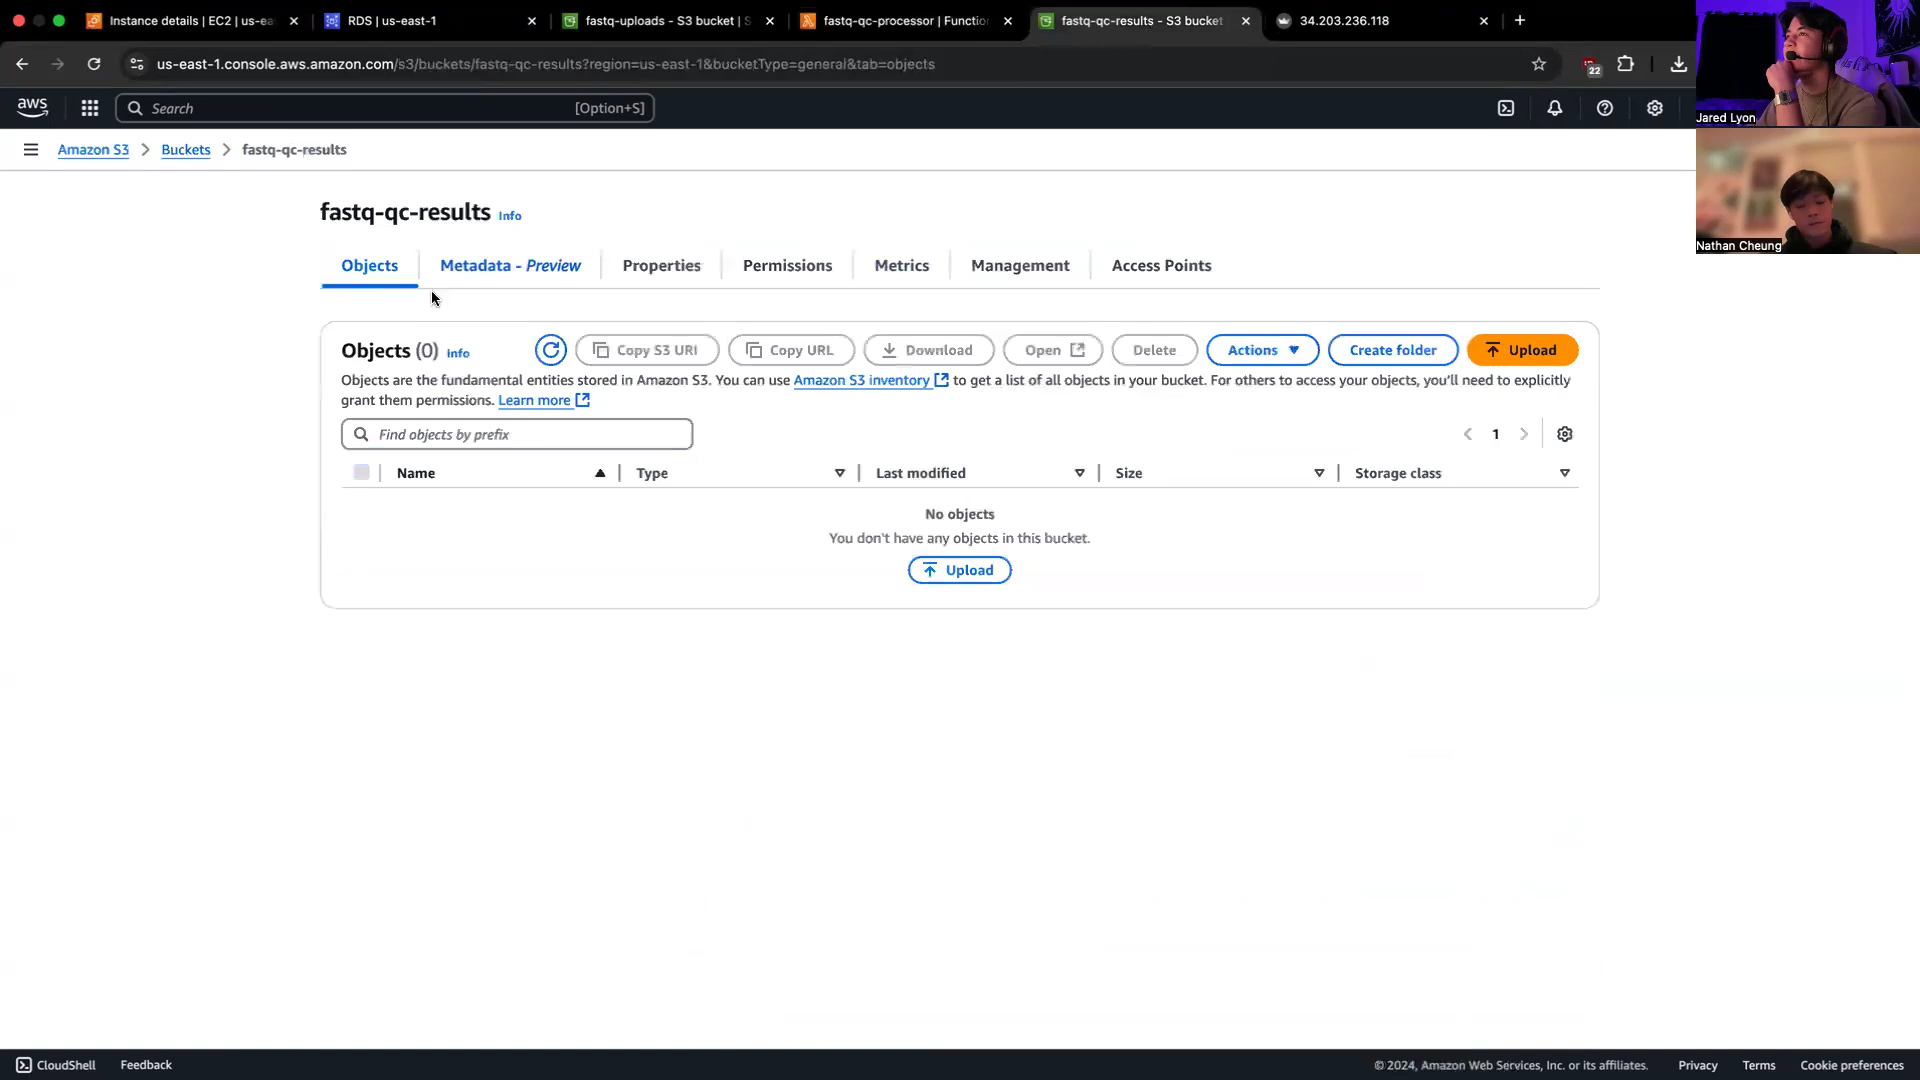 Instance details | EC2 | us-ea
RDS | us-east-1
fastq-uploads - S3 bucket | S
fastq-qc-processor | Functio
fastq-qc-results - S3 bucket
34.203.236.118
us-east-1.console.aws.amazon.com/s3/buckets/fastq-qc-results?region=us-east-1&bucketType=general&tab=objects
22
aws
Search
[Option+S]
Jared Lyon
Amazon S3
Buckets
fastq-qc-results
Nathan Cheung
fastq-qc-results Info
Objects
Metadata - Preview
Properties
Permissions
Metrics
Management
Access Points
Objects (0) Info
Copy S3 URI
Copy URL
Download
Open
Delete
Actions
Create folder
Upload
Objects are the fundamental entities stored in Amazon S3. You can use Amazon S3 inventory to get a list of all objects in your bucket. For others to access your objects, you'll need to explicitly
grant them permissions. Learn more
Find objects by prefix
1
Name
Type
Last modified
Size
Storage class
No objects
You don't have any objects in this bucket.
Upload
CloudShell
Feedback
© 2024, Amazon Web Services, Inc. or its affiliates.
Privacy
Terms
Cookie preferences